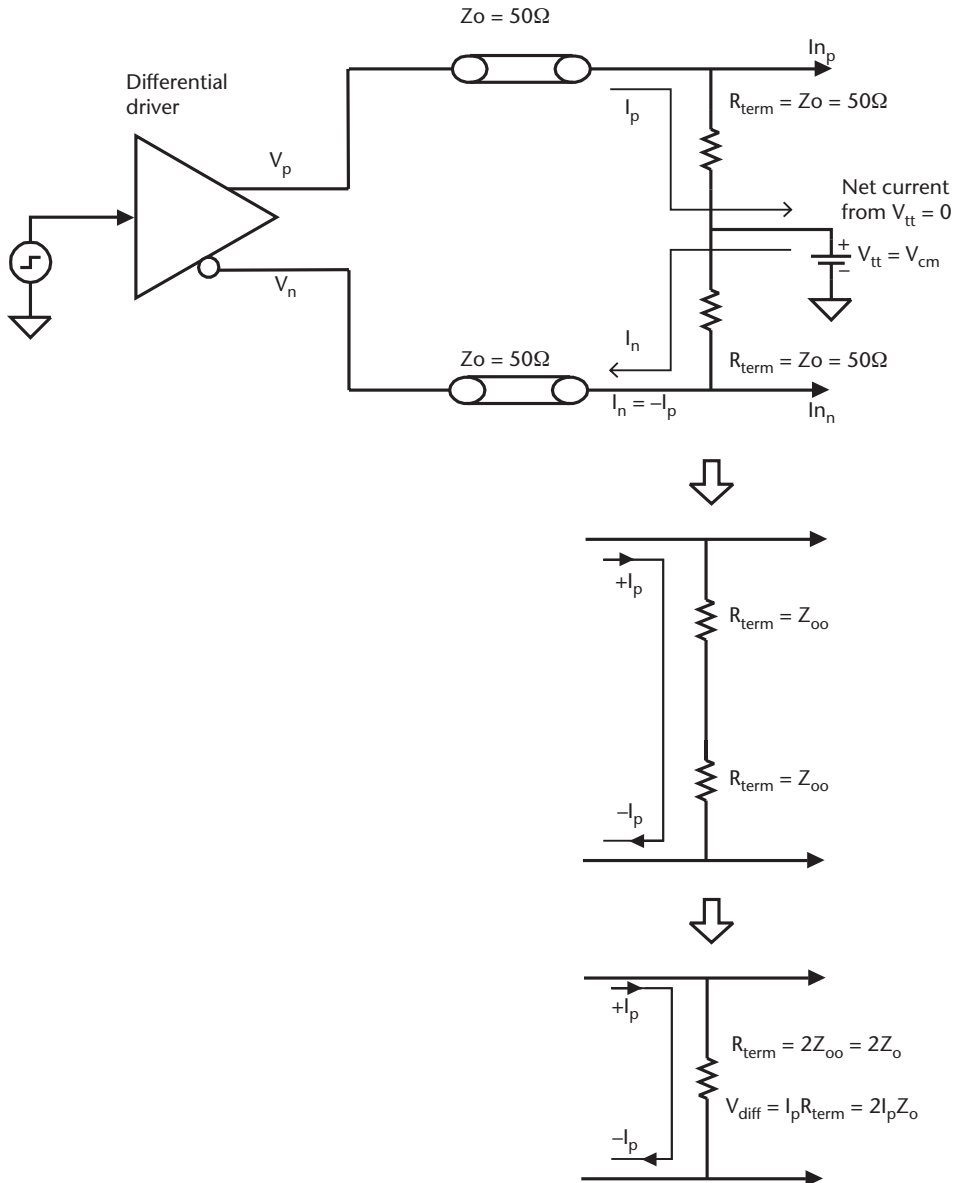 Zo = 50Ω
In_p
Differential
driver
R_term = Zo = 50Ω
I_p
V_p
Net current
from V_tt = 0
+
V_tt = V_cm
–
V_n
I_n
Zo = 50Ω
R_term = Zo = 50Ω
I_n = –I_p
In_n
+I_p
R_term = Z_oo
R_term = Z_oo
–I_p
+I_p
R_term = 2Z_oo = 2Z_o
V_diff = I_pR_term = 2I_pZ_o
–I_p